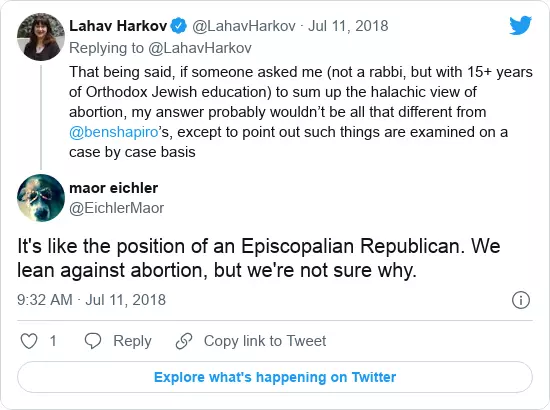 Lahav Harkov @LahavHarkov · Jul 11, 2018
Replying to @LahavHarkov
That being said, if someone asked me (not a rabbi, but with 15+ years
of Orthodox Jewish education) to sum up the halachic view of
abortion, my answer probably wouldn’t be all that different from
@benshapiro’s, except to point out such things are examined on a
case by case basis
maor eichler
@EichlerMaor
It's like the position of an Episcopalian Republican. We
lean against abortion, but we're not sure why.
9:32 AM · Jul 11, 2018
1 Reply Copy link to Tweet
Explore what's happening on Twitter